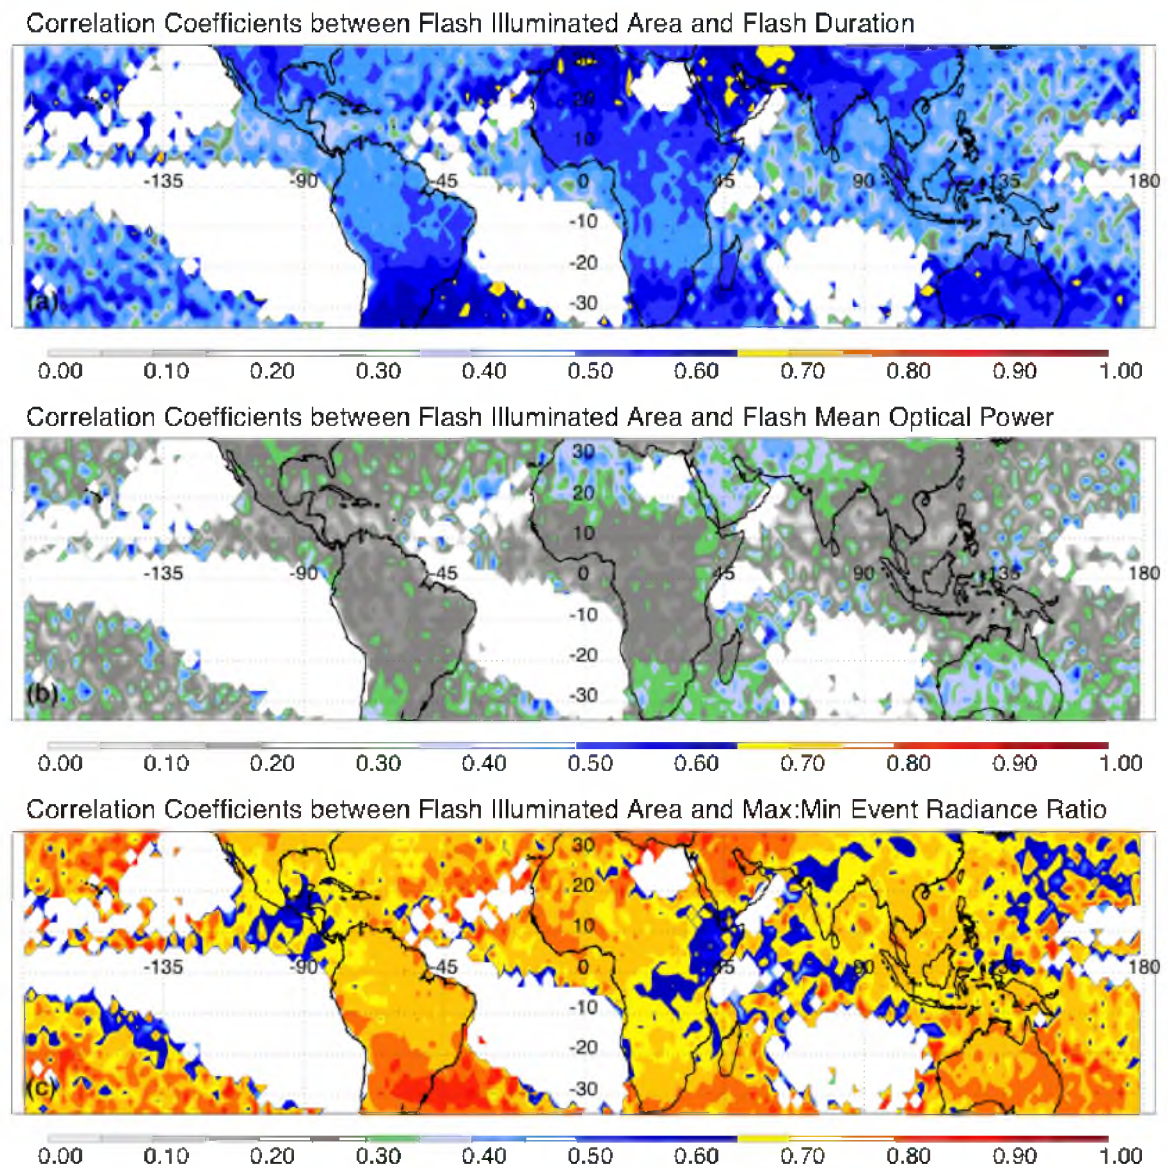 Correlation Coefficients between Flash Illuminated Area and Flash Duration
20
10
-135 -90 -45 0 45 90 135 180
-10
-20
(a) -30
0.00 0.10 0.20 0.30 0.40 0.50 0.60 0.70 0.80 0.90 1.00
Correlation Coefficients between Flash Illuminated Area and Flash Mean Optical Power
30
20
10
-135 -90 -45 0 45 90 135 180
-10
-20
(b) -30
0.00 0.10 0.20 0.30 0.40 0.50 0.60 0.70 0.80 0.90 1.00
Correlation Coefficients between Flash Illuminated Area and Max:Min Event Radiance Ratio
30
20
10
-135 -90 -45 0 45 90 135 180
-10
-20
(c) -30
0.00 0.10 0.20 0.30 0.40 0.50 0.60 0.70 0.80 0.90 1.00